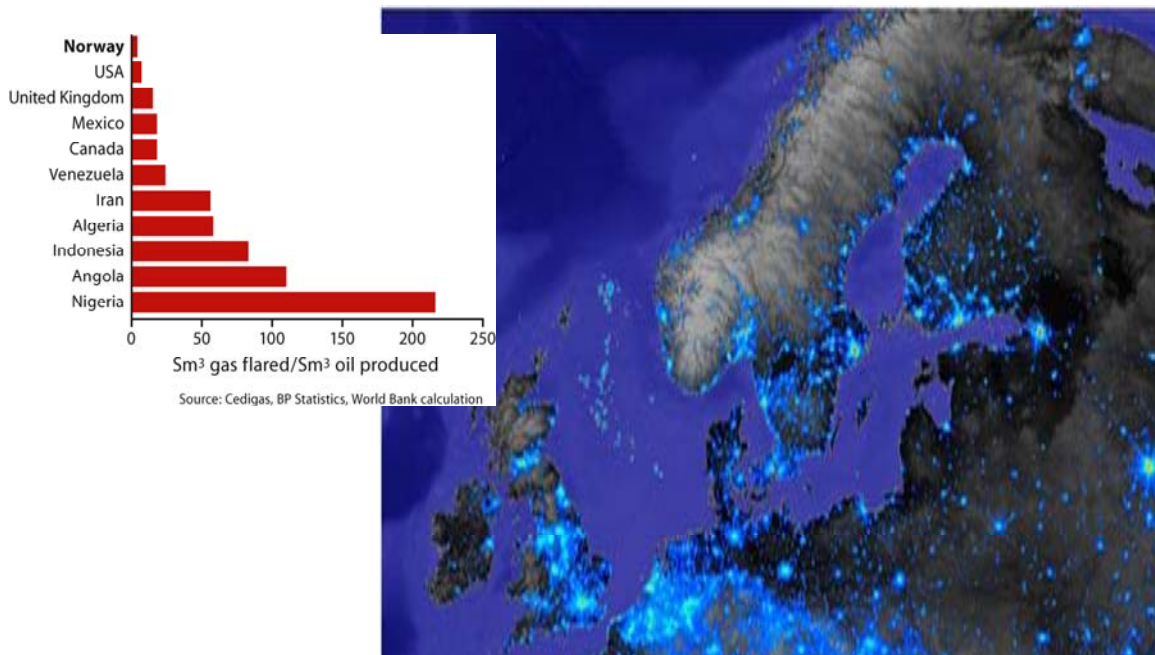 Norway
USA
United Kingdom
Mexico
Canada
Venezuela
Iran
Algeria
Indonesia
Angola
Nigeria
0 50 100 150 200 250
Sm³ gas flared/Sm³ oil produced
Source: Cedigas, BP Statistics, World Bank calculation